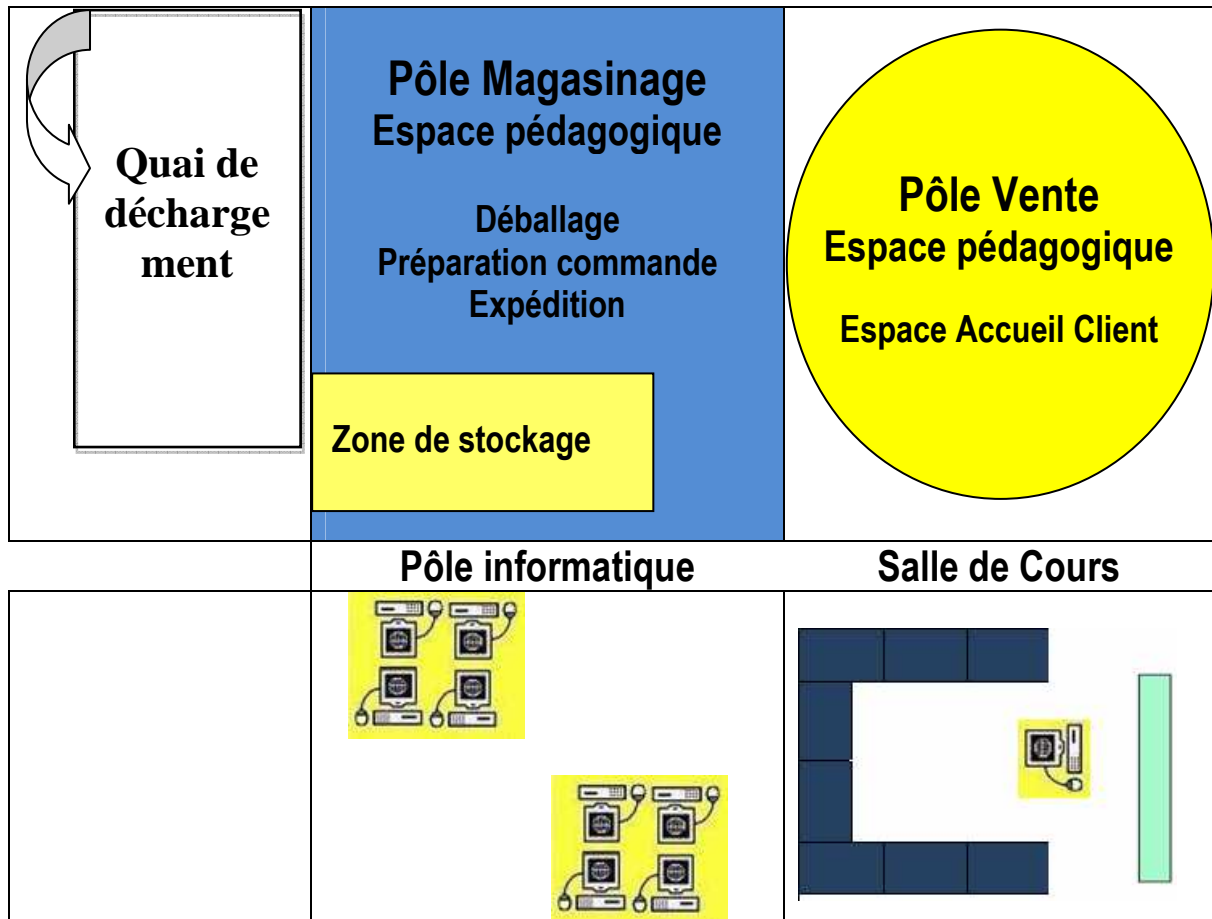 Quai de
décharge
ment
Pôle Magasinage
Espace pédagogique
Déballage
Préparation commande
Expédition
Zone de stockage
Pôle Vente
Espace pédagogique
Espace Accueil Client
Pôle informatique
Salle de Cours